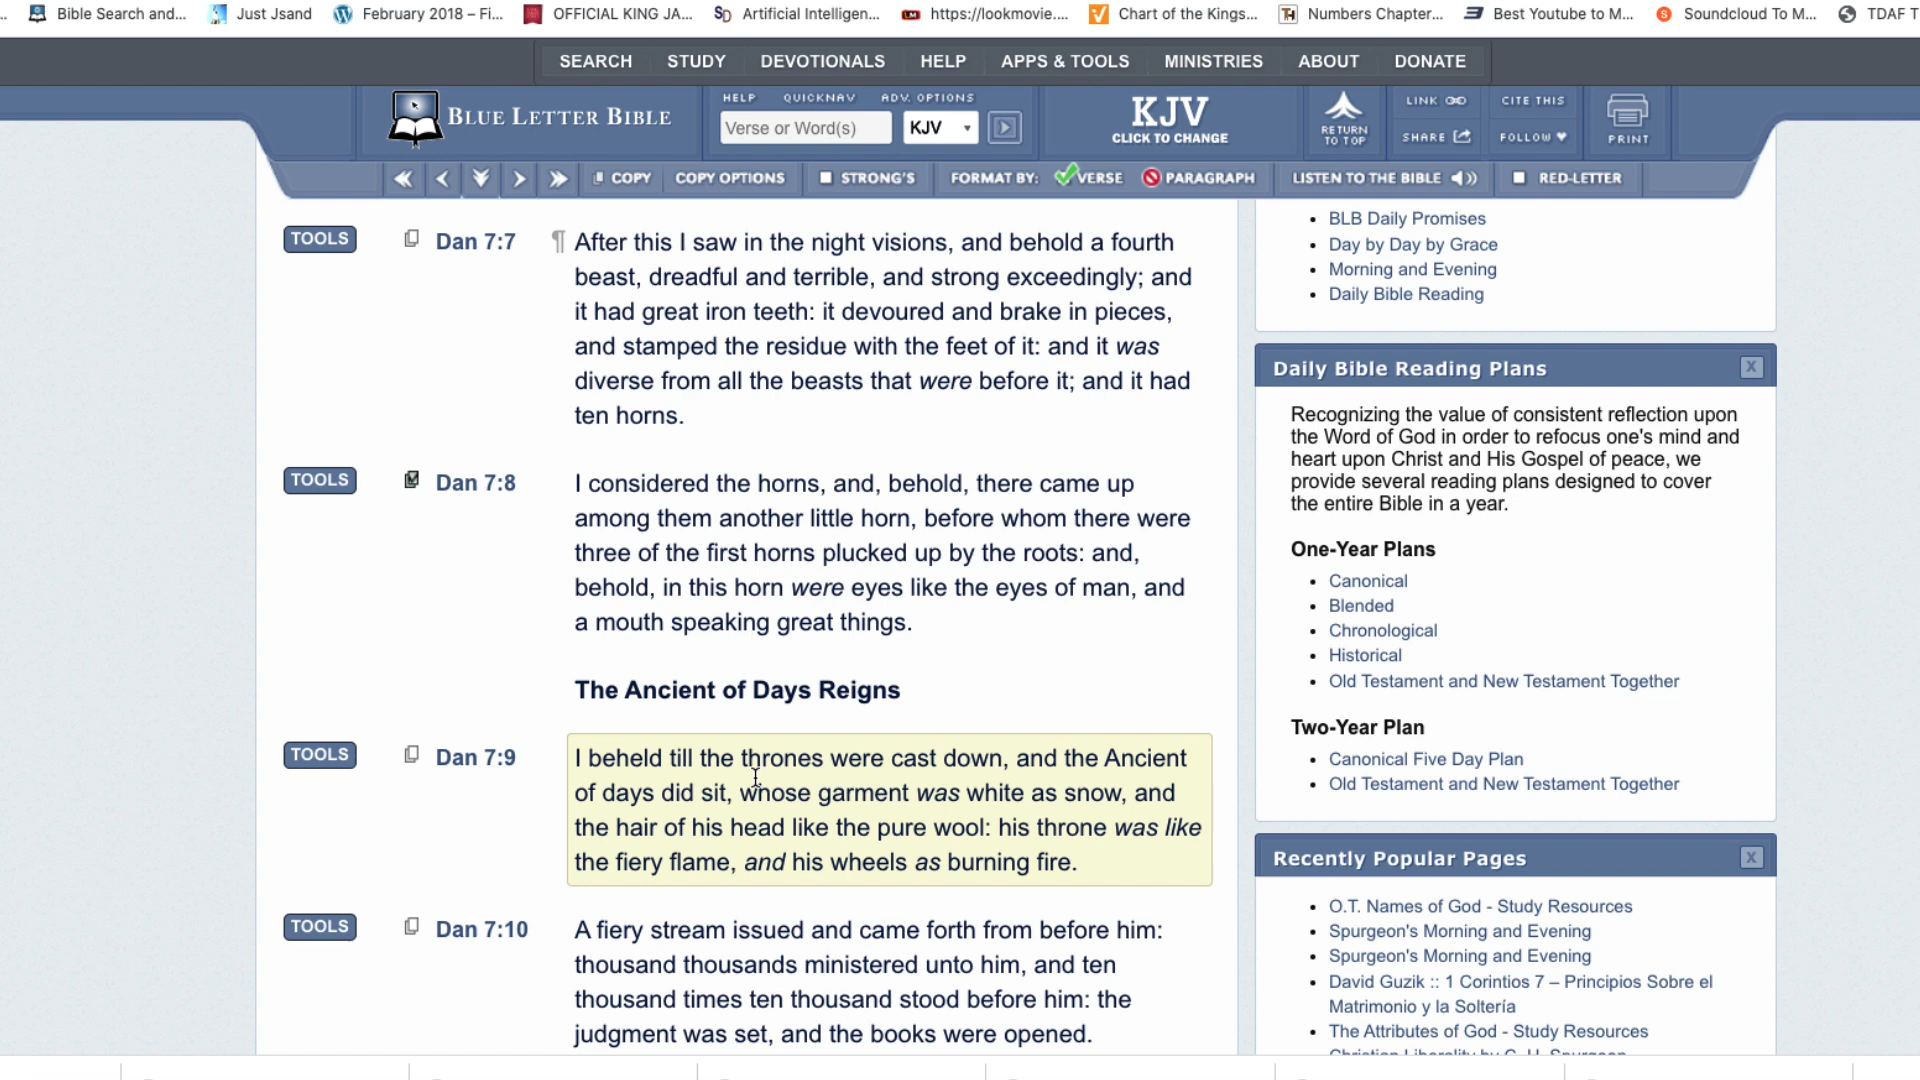 Bible Search and...
Just Jsand
February 2018 – Fi...
OFFICIAL KING JA...
Artificial Intelligen...
https://lookmovie....
Chart of the Kings...
Numbers Chapter...
Best Youtube to M...
Soundcloud To M...
TDAF T
SEARCH STUDY DEVOTIONALS HELP APPS & TOOLS MINISTRIES ABOUT DONATE
BLUE LETTER BIBLE
HELP QUICKNAV ADV. OPTIONS
Verse or Word(s) KJV
KJV
CLICK TO CHANGE
RETURN
TO TOP
LINK
SHARE
CITE THIS
FOLLOW
PRINT
COPY COPY OPTIONS STRONG'S FORMAT BY: VERSE PARAGRAPH LISTEN TO THE BIBLE RED-LETTER
TOOLS Dan 7:7 ¶ After this I saw in the night visions, and behold a fourth
beast, dreadful and terrible, and strong exceedingly; and
it had great iron teeth: it devoured and brake in pieces,
and stamped the residue with the feet of it: and it was
diverse from all the beasts that were before it; and it had
ten horns.
TOOLS Dan 7:8 I considered the horns, and, behold, there came up
among them another little horn, before whom there were
three of the first horns plucked up by the roots: and,
behold, in this horn were eyes like the eyes of man, and
a mouth speaking great things.
The Ancient of Days Reigns
TOOLS Dan 7:9 I beheld till the thrones were cast down, and the Ancient
of days did sit, whose garment was white as snow, and
the hair of his head like the pure wool: his throne was like
the fiery flame, and his wheels as burning fire.
TOOLS Dan 7:10 A fiery stream issued and came forth from before him:
thousand thousands ministered unto him, and ten
thousand times ten thousand stood before him: the
judgment was set, and the books were opened.
BLB Daily Promises
Day by Day by Grace
Morning and Evening
Daily Bible Reading
Daily Bible Reading Plans X
Recognizing the value of consistent reflection upon
the Word of God in order to refocus one's mind and
heart upon Christ and His Gospel of peace, we
provide several reading plans designed to cover
the entire Bible in a year.
One-Year Plans
Canonical
Blended
Chronological
Historical
Old Testament and New Testament Together
Two-Year Plan
Canonical Five Day Plan
Old Testament and New Testament Together
Recently Popular Pages X
O.T. Names of God - Study Resources
Spurgeon's Morning and Evening
Spurgeon's Morning and Evening
David Guzik :: 1 Corintios 7 – Principios Sobre el
Matrimonio y la Soltería
The Attributes of God - Study Resources